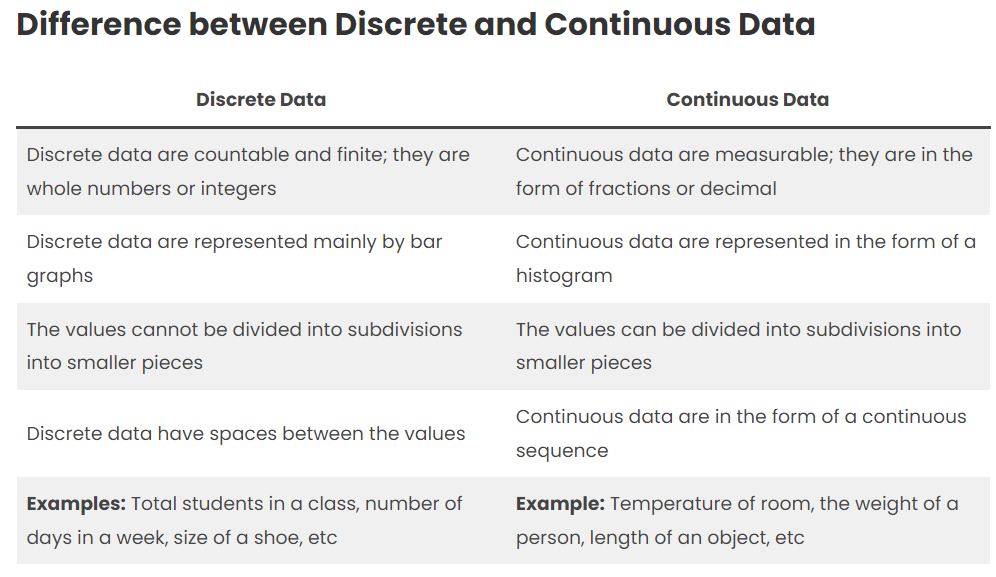 Difference between Discrete and Continuous Data
Discrete Data
Continuous Data
Discrete data are countable and finite; they are
whole numbers or integers
Continuous data are measurable; they are in the
form of fractions or decimal
Discrete data are represented mainly by bar
graphs
Continuous data are represented in the form of a
histogram
The values cannot be divided into subdivisions
into smaller pieces
The values can be divided into subdivisions into
smaller pieces
Discrete data have spaces between the values
Continuous data are in the form of a continuous
sequence
Examples: Total students in a class, number of
days in a week, size of a shoe, etc
Example: Temperature of room, the weight of a
person, length of an object, etc